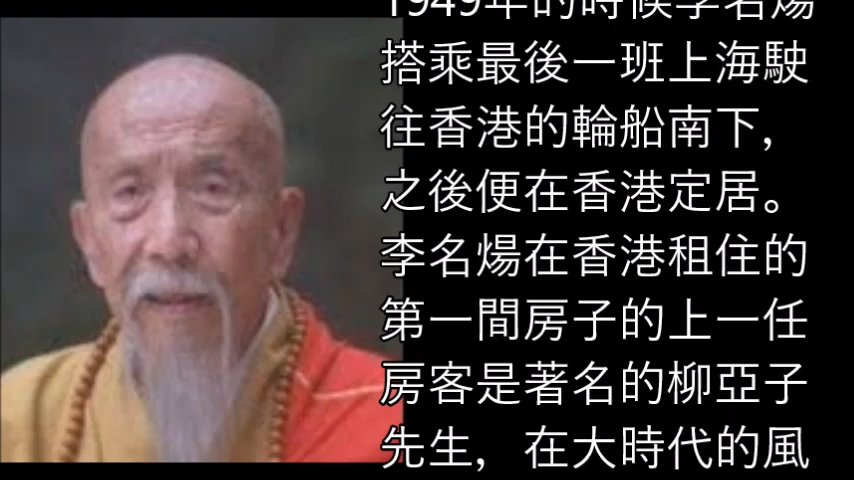 1949年的時候李名煬
搭乘最後一班上海駛
往香港的輪船南下，
之後便在香港定居。
李名煬在香港租住的
第一間房子的上一任
房客是著名的柳亞子
先生，在大時代的風